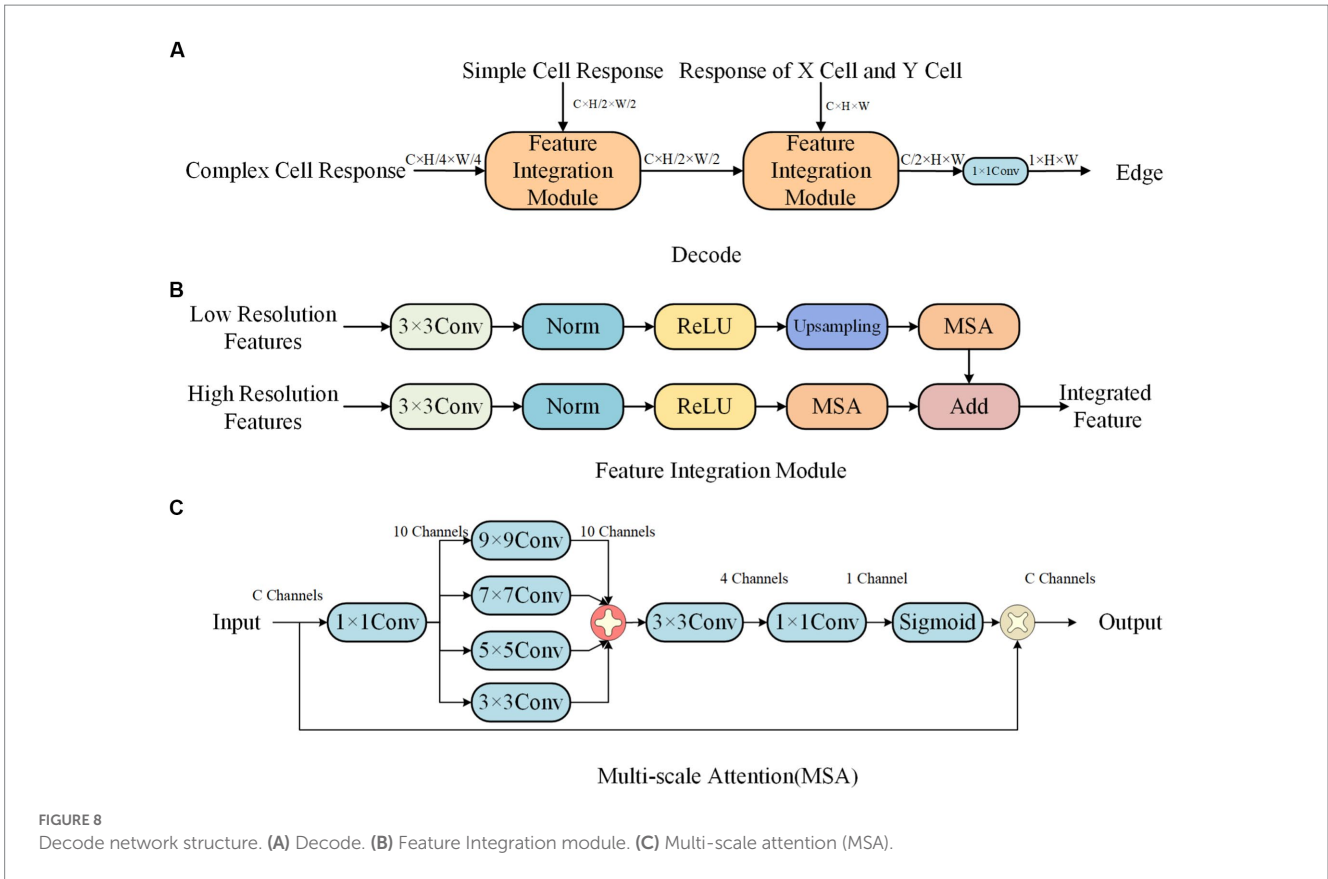 A
Simple Cell Response
Response of X Cell and Y Cell
C×H/2×W/2
C×H×W
Complex Cell Response
C×H/4×W/4
Feature
Integration
Module
C×H/2×W/2
Feature
Integration
Module
C/2×H×W
1×1Conv
1×H×W
Edge
Decode
B
Low Resolution
Features
3×3Conv
Norm
ReLU
Upsampling
MSA
High Resolution
Features
3×3Conv
Norm
ReLU
MSA
Add
Integrated
Feature
Feature Integration Module
C
10 Channels
9×9Conv
10 Channels
7×7Conv
5×5Conv
3×3Conv
Input
C Channels
1×1Conv
3×3Conv
4 Channels
1×1Conv
1 Channel
Sigmoid
C Channels
Output
Multi-scale Attention(MSA)
FIGURE 8
Decode network structure. (A) Decode. (B) Feature Integration module. (C) Multi-scale attention (MSA).